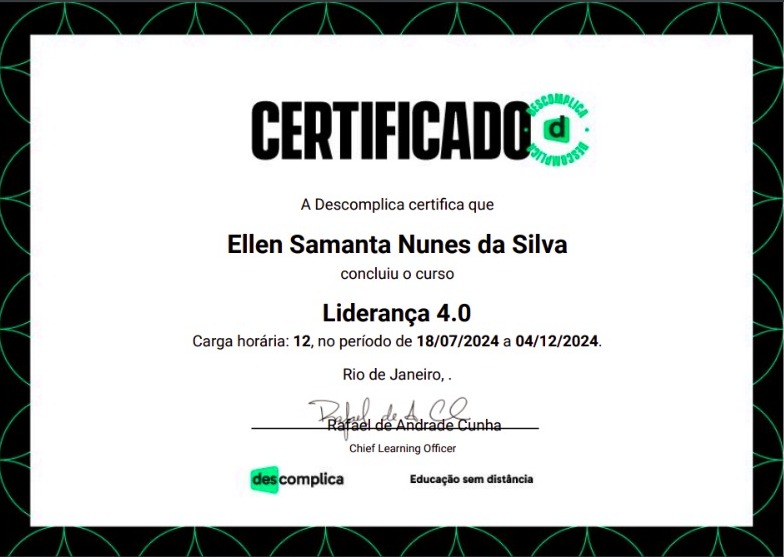 CERTIFICADO
DESCOMPLICA
d
DESCOMPLICA
A Descomplica certifica que
Ellen Samanta Nunes da Silva
concluiu o curso
Liderança 4.0
Carga horária: 12, no período de 18/07/2024 a 04/12/2024.
Rio de Janeiro, .
Rafael de A. C
Rafael de Andrade Cunha
Chief Learning Officer
descomplica
Educação sem distância